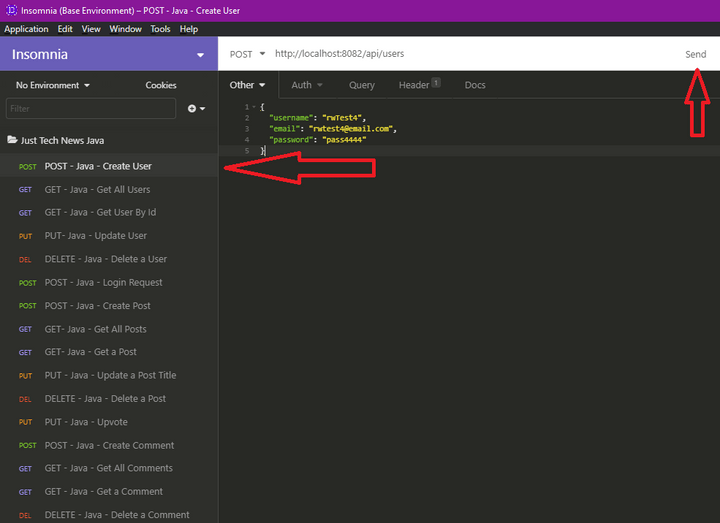 Insomnia (Base Environment) – POST - Java - Create User
Application Edit View Window Tools Help
Insomnia
POST http://localhost:8082/api/users Send
No Environment Cookies
Other Auth Query Header 1 Docs
Filter
1 {
2 "username": "rwTest4",
3 "email": "rwtest4@email.com",
4 "password": "pass4444"
5 }
Just Tech News Java
POST POST - Java - Create User
GET GET - Java - Get All Users
GET GET - Java - Get User By Id
PUT PUT- Java - Update User
DEL DELETE - Java - Delete a User
POST POST - Java - Login Request
POST POST - Java - Create Post
GET GET- Java - Get All Posts
GET GET- Java - Get a Post
PUT PUT - Java - Update a Post Title
DEL DELETE - Java - Delete a Post
PUT PUT - Java - Upvote
POST POST - Java - Create Comment
GET GET - Java - Get All Comments
GET GET - Java - Get a Comment
DEL DELETE - Java - Delete a Comment